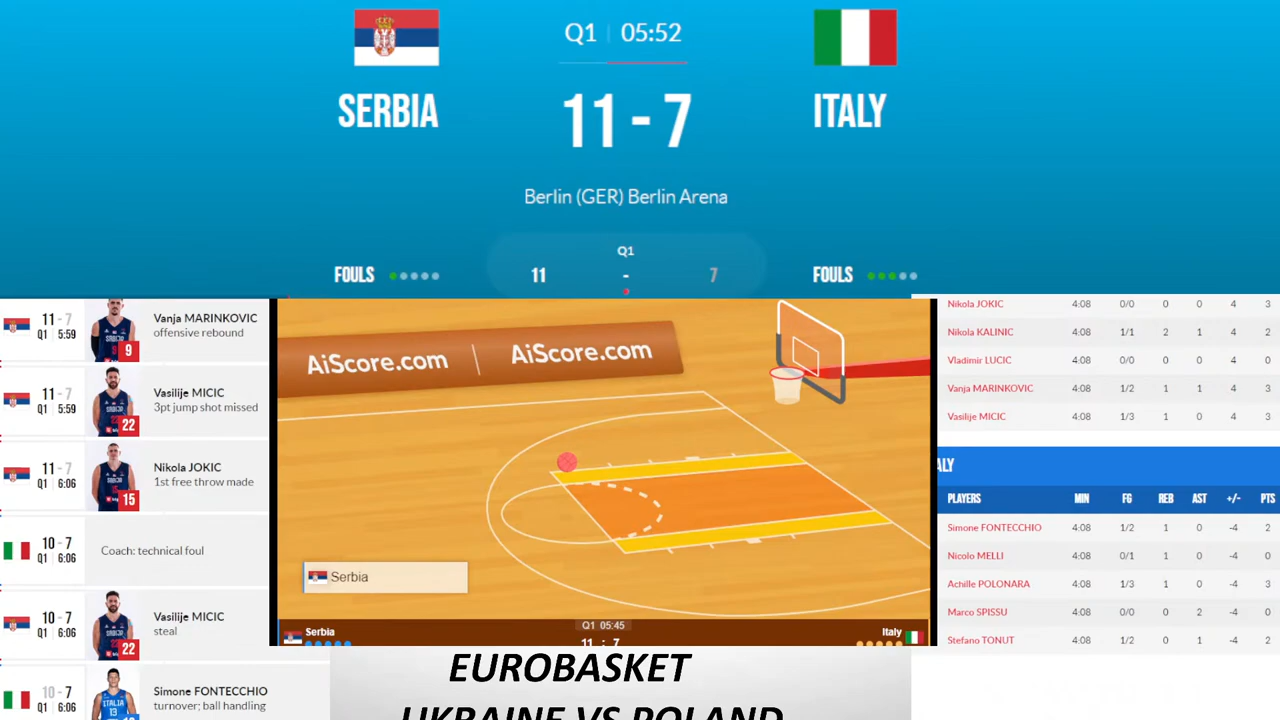 Q1 | 05:52
SERBIA
11 - 7
ITALY
Berlin (GER) Berlin Arena
FOULS
Q1
11 - 7
FOULS
11 - 7
Q1 5:59
9
Vanja MARINKOVIC
offensive rebound
11 - 7
Q1 5:59
22
Vasilije MICIC
3pt jump shot missed
11 - 7
Q1 6:06
15
Nikola JOKIC
1st free throw made
10 - 7
Q1 6:06
Coach: technical foul
10 - 7
Q1 6:06
22
Vasilije MICIC
steal
10 - 7
Q1 6:06
ITALIA
13
Simone FONTECCHIO
turnover; ball handling
AiScore.com | AiScore.com
Serbia
Q1 05:45
Serbia
11 : 7
Italy
Nikola JOKIC 4:08 0/0 0 0 4 3
Nikola KALINIC 4:08 1/1 2 1 4 2
Vladimir LUCIC 4:08 0/0 0 0 4 0
Vanja MARINKOVIC 4:08 1/2 1 1 4 3
Vasilije MICIC 4:08 1/3 1 0 4 3
ALY
PLAYERS MIN FG REB AST +/- PTS
Simone FONTECCHIO 4:08 1/2 1 0 -4 2
Nicolo MELLI 4:08 0/1 1 0 -4 0
Achille POLONARA 4:08 1/3 1 0 -4 3
Marco SPISSU 4:08 0/0 0 2 -4 0
Stefano TONUT 4:08 1/2 0 1 -4 2
EUROBASKET
UKRAINE VS POLAND